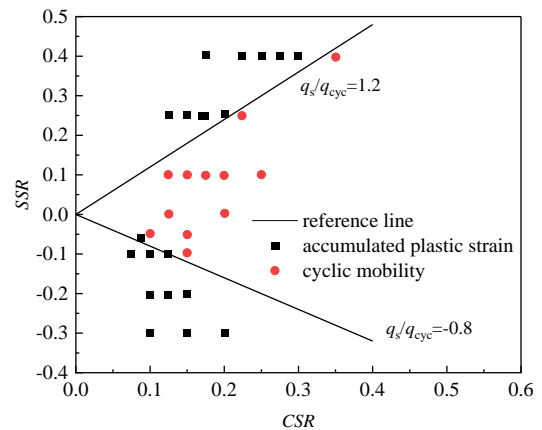 0.5
0.4
0.3
0.2
0.1
0.0
-0.1
-0.2
-0.3
-0.4
SSR
0.0 0.1 0.2 0.3 0.4 0.5 0.6
CSR
qs/qcyc=1.2
reference line
accumulated plastic strain
cyclic mobility
qs/qcyc=-0.8